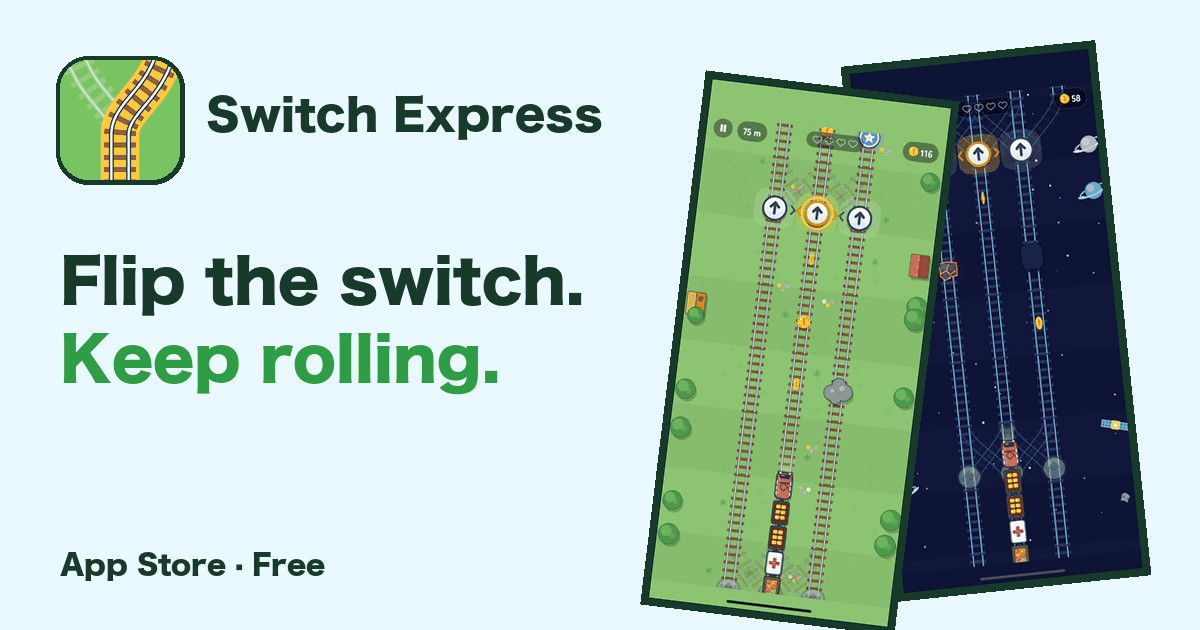 Switch Express
Flip the switch.
Keep rolling.
App Store · Free
75 m
116
58